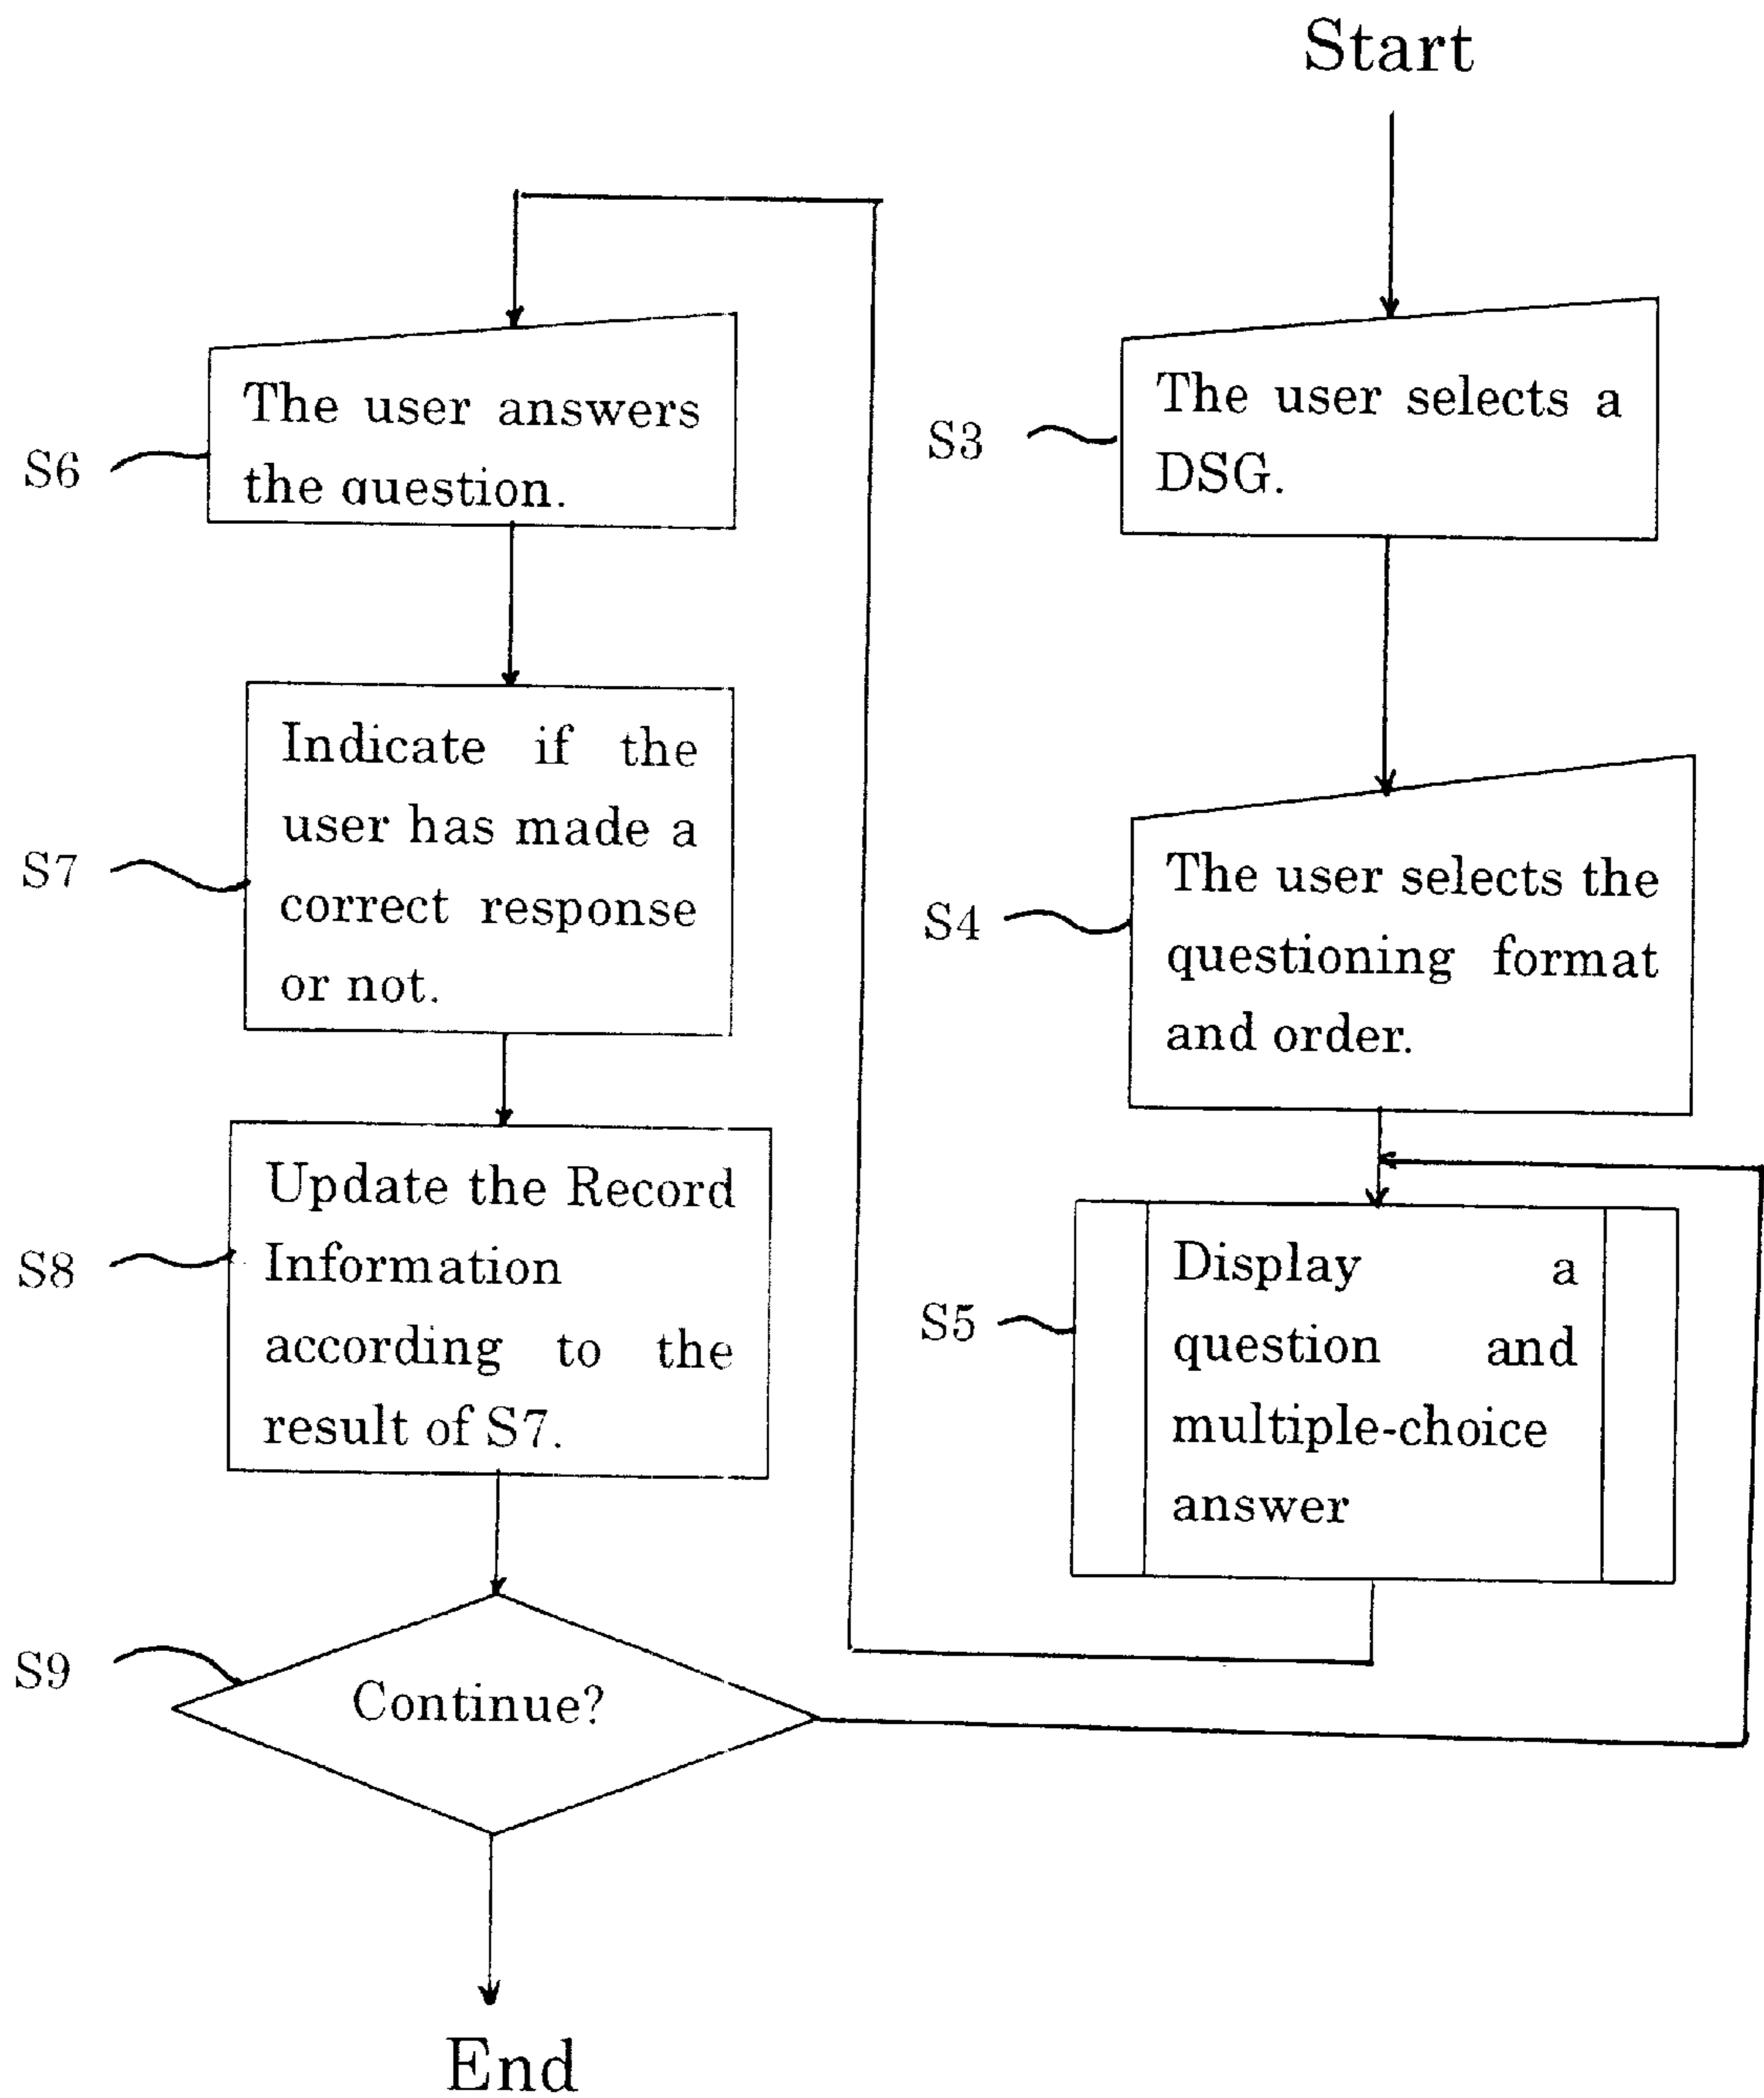 Start
S3
The user selects a
DSG.
S4
The user selects the
questioning format
and order.
S5
Display a
question and
multiple-choice
answer
S6
The user answers
the question.
S7
Indicate if the
user has made a
correct response
or not.
S8
Update the Record
Information
according to the
result of S7.
S9
Continue?
End